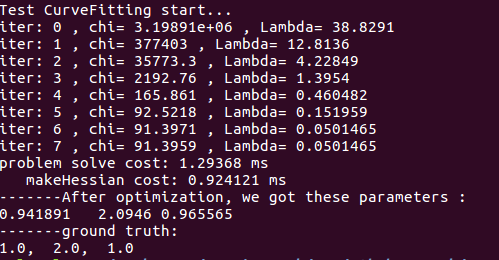 Test CurveFitting start...
iter: 0 , chi= 3.19891e+06 , Lambda= 38.8291
iter: 1 , chi= 377403 , Lambda= 12.8136
iter: 2 , chi= 35773.3 , Lambda= 4.22849
iter: 3 , chi= 2192.76 , Lambda= 1.3954
iter: 4 , chi= 165.861 , Lambda= 0.460482
iter: 5 , chi= 92.5218 , Lambda= 0.151959
iter: 6 , chi= 91.3971 , Lambda= 0.0501465
iter: 7 , chi= 91.3959 , Lambda= 0.0501465
problem solve cost: 1.29368 ms
   makeHessian cost: 0.924121 ms
-------After optimization, we got these parameters :
0.941891   2.0946 0.965565
-------ground truth:
1.0,  2.0,  1.0